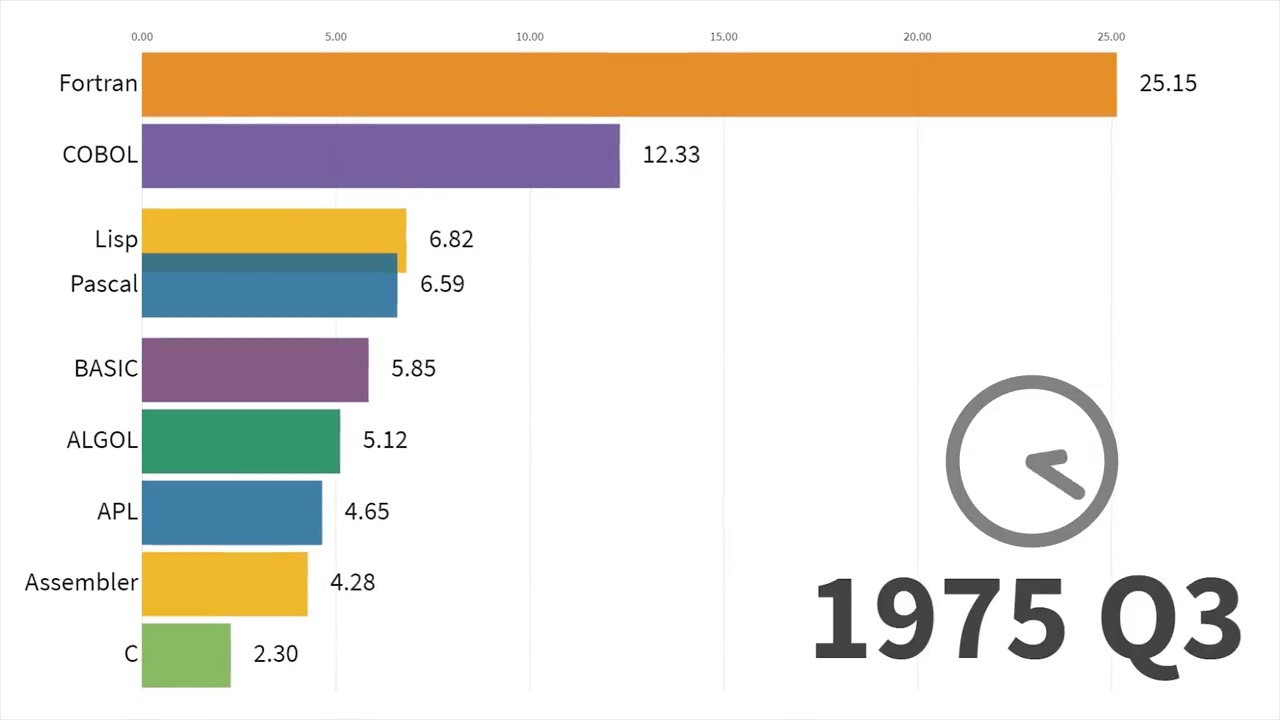 0.00 5.00 10.00 15.00 20.00 25.00
Fortran 25.15
COBOL 12.33
Lisp 6.82
Pascal 6.59
BASIC 5.85
ALGOL 5.12
APL 4.65
Assembler 4.28
C 2.30
1975 Q3